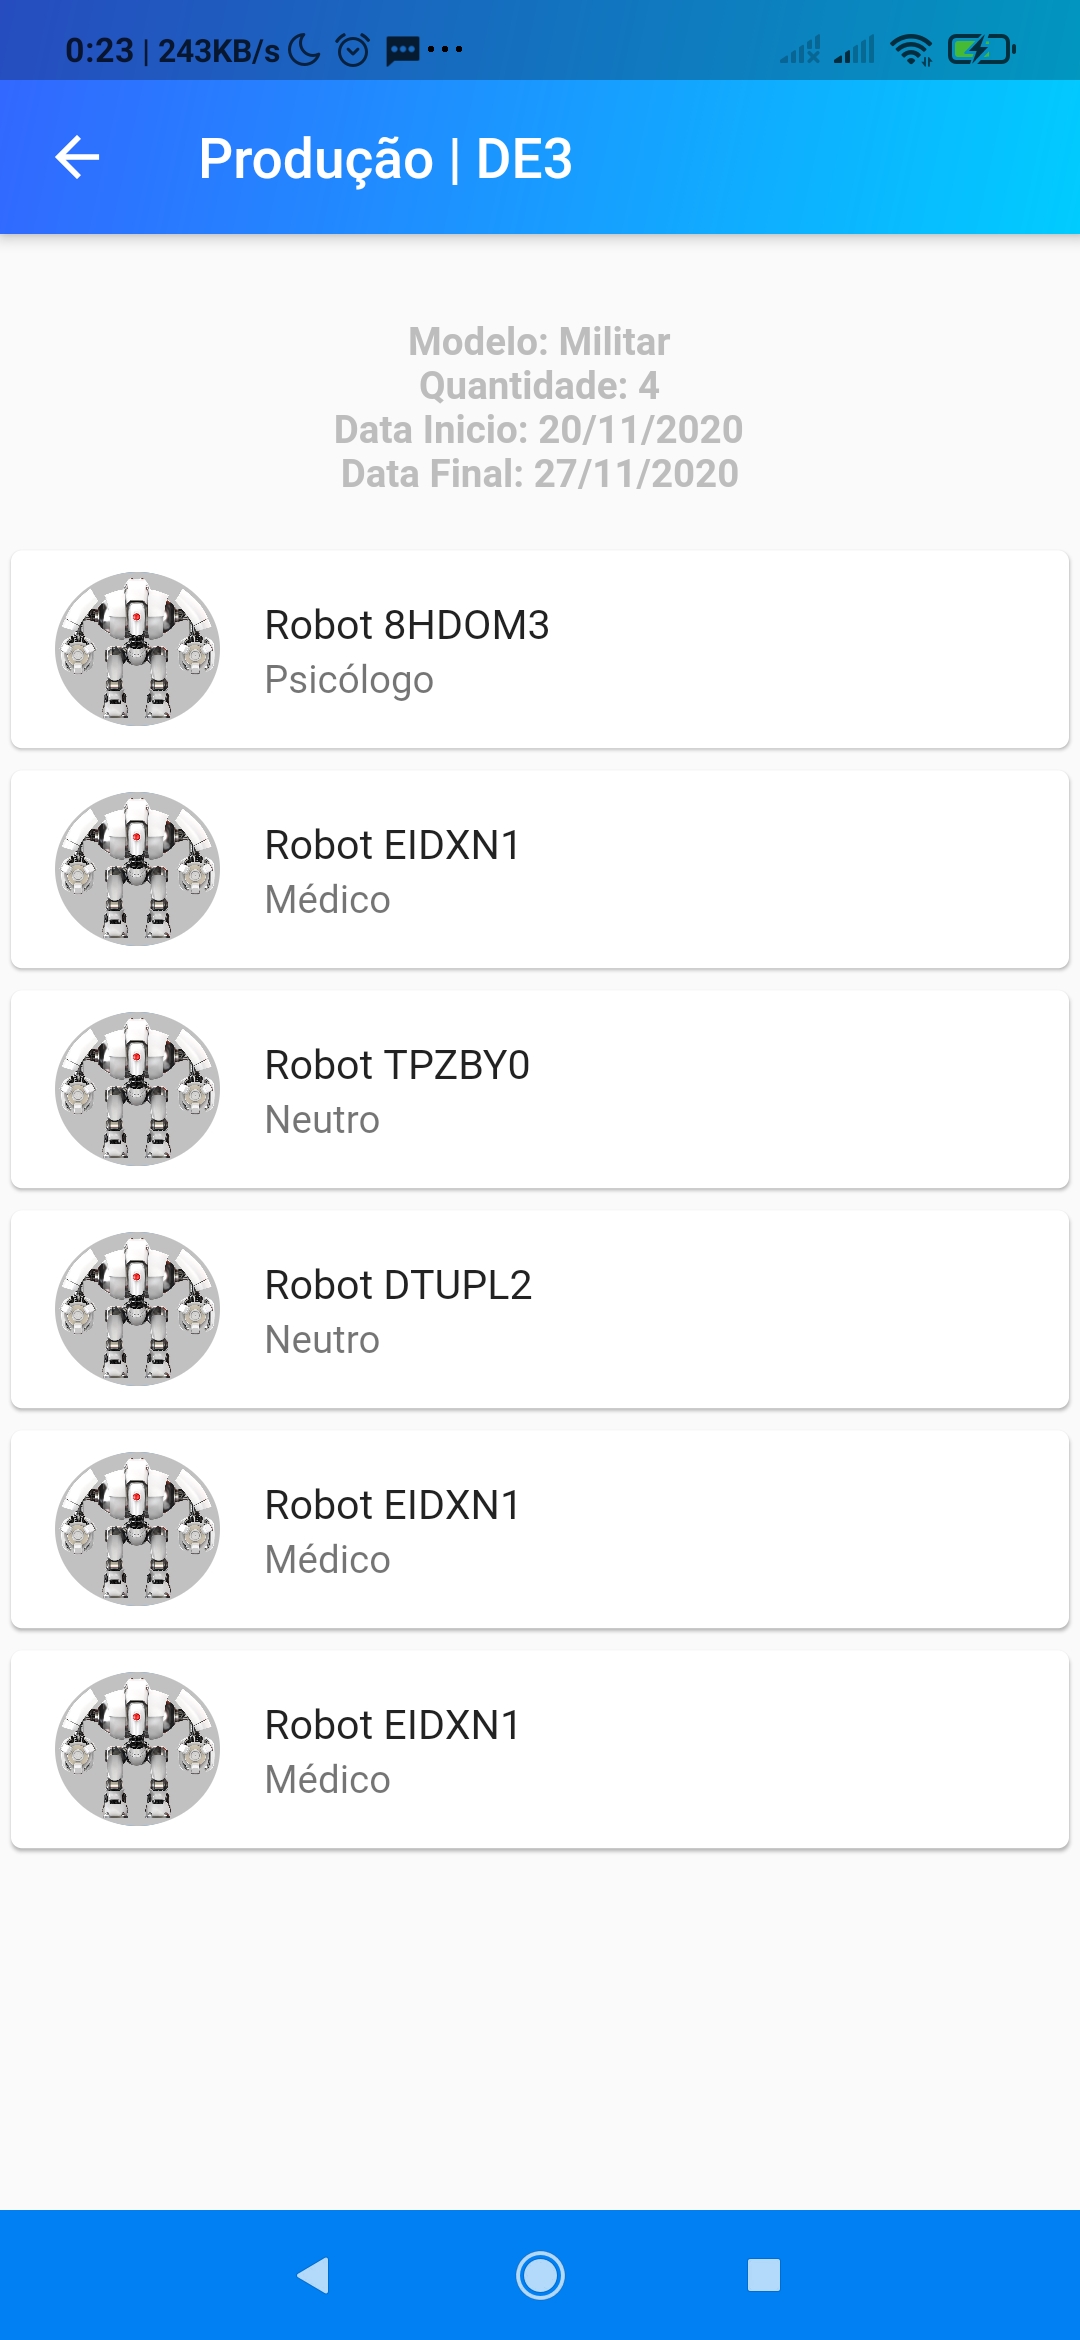 0:23 | 243KB/s
Produção | DE3
Modelo: Militar
Quantidade: 4
Data Inicio: 20/11/2020
Data Final: 27/11/2020
Robot 8HDOM3
Psicólogo
Robot EIDXN1
Médico
Robot TPZBY0
Neutro
Robot DTUPL2
Neutro
Robot EIDXN1
Médico
Robot EIDXN1
Médico